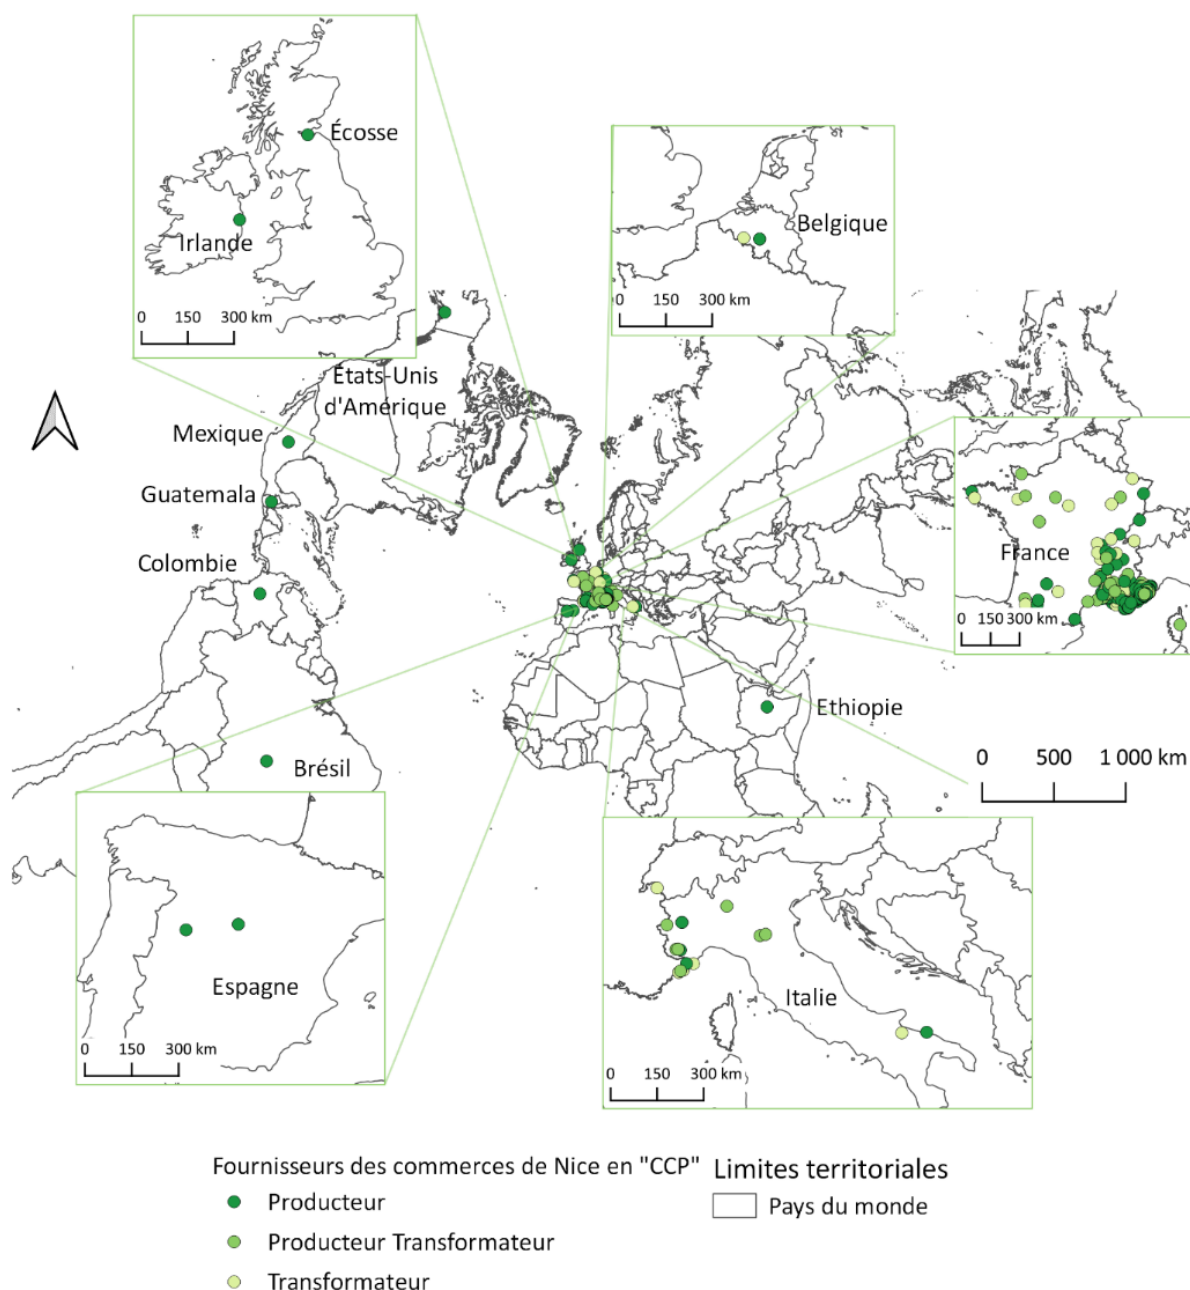 Écosse
Irlande
0 150 300 km
Belgique
0 150 300 km
États-Unis
d'Amérique
Mexique
Guatemala
Colombie
France
0 150 300 km
Ethiopie
0 500 1 000 km
Brésil
Espagne
0 150 300 km
Italie
0 150 300 km
Fournisseurs des commerces de Nice en "CCP"
Producteur
Producteur Transformateur
Transformateur
Limites territoriales
Pays du monde